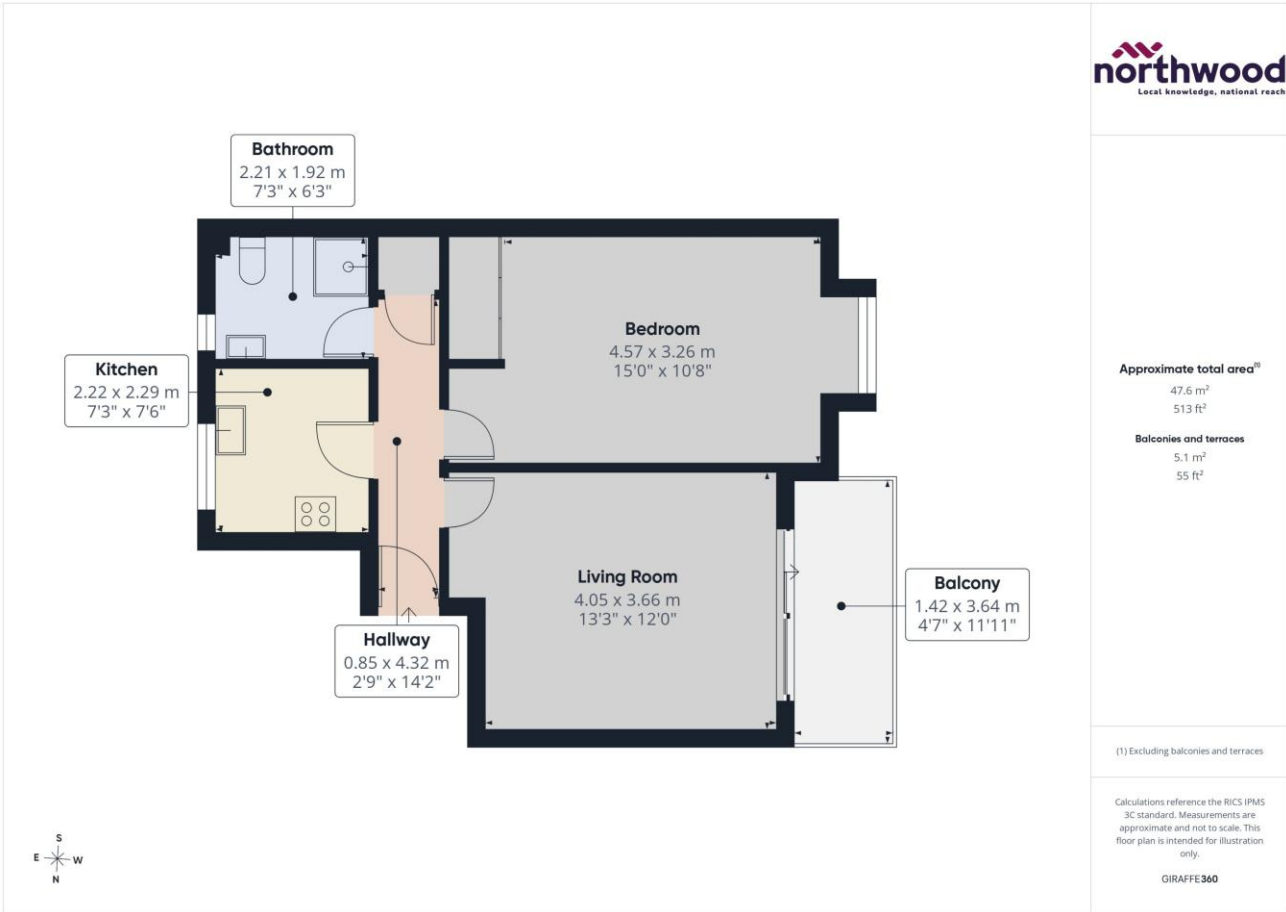 northwood
Local knowledge, national reach
Bathroom
2.21 x 1.92 m
7'3" x 6'3"
Kitchen
2.22 x 2.29 m
7'3" x 7'6"
Bedroom
4.57 x 3.26 m
15'0" x 10'8"
Living Room
4.05 x 3.66 m
13'3" x 12'0"
Balcony
1.42 x 3.64 m
4'7" x 11'11"
Hallway
0.85 x 4.32 m
2'9" x 14'2"
S
E W
N
Approximate total area⁽¹⁾
47.6 m²
513 ft²
Balconies and terraces
5.1 m²
55 ft²
(1) Excluding balconies and terraces
Calculations reference the RICS IPMS
3C standard. Measurements are
approximate and not to scale. This
floor plan is intended for illustration
only.
GIRAFFE360